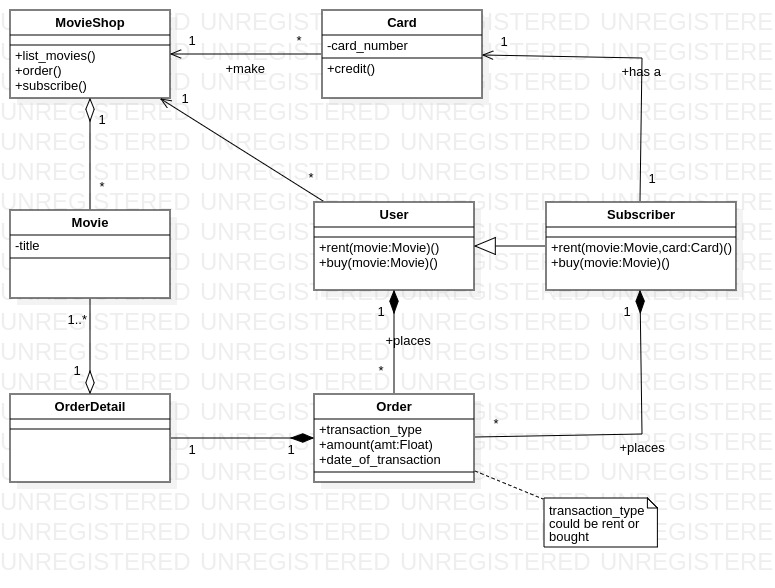 MovieShop
+list_movies()
+order()
+subscribe()
1
*
+make
Card
-card_number
+credit()
1
+has a
1
1
*
1
*
Movie
-title
User
+rent(movie:Movie)()
+buy(movie:Movie)()
Subscriber
+rent(movie:Movie,card:Card)()
+buy(movie:Movie)()
1..*
1
1
+places
*
1
OrderDetail
1
1
Order
+transaction_type
+amount(amt:Float)
+date_of_transaction
*
+places
transaction_type
could be rent or
bought
UNREGISTERED UNREGISTERED UNREGISTERED UNREGISTERED